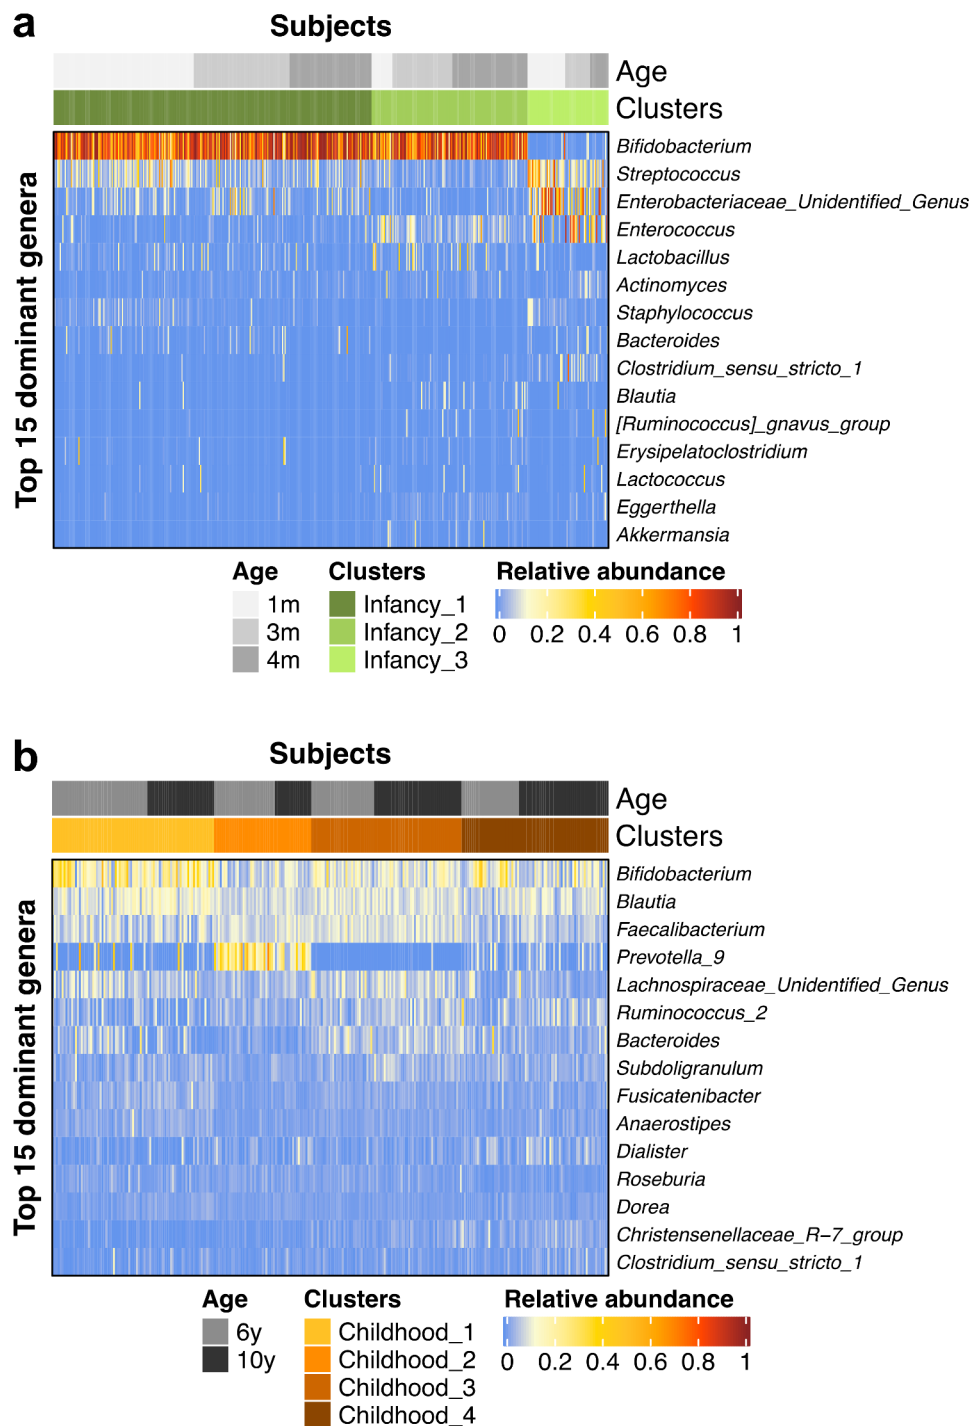 a
Subjects
Age
Clusters
Top 15 dominant genera
Bifidobacterium
Streptococcus
Enterobacteriaceae_Unidentified_Genus
Enterococcus
Lactobacillus
Actinomyces
Staphylococcus
Bacteroides
Clostridium_sensu_stricto_1
Blautia
[Ruminococcus]_gnavus_group
Erysipelatoclostridium
Lactococcus
Eggerthella
Akkermansia
Age Clusters Relative abundance
1m Infancy_1
3m Infancy_2
4m Infancy_3
0 0.2 0.4 0.6 0.8 1
b
Subjects
Age
Clusters
Top 15 dominant genera
Bifidobacterium
Blautia
Faecalibacterium
Prevotella_9
Lachnospiraceae_Unidentified_Genus
Ruminococcus_2
Bacteroides
Subdoligranulum
Fusicatenibacter
Anaerostipes
Dialister
Roseburia
Dorea
Christensenellaceae_R−7_group
Clostridium_sensu_stricto_1
Age Clusters Relative abundance
6y Childhood_1
10y Childhood_2
Childhood_3
Childhood_4
0 0.2 0.4 0.6 0.8 1